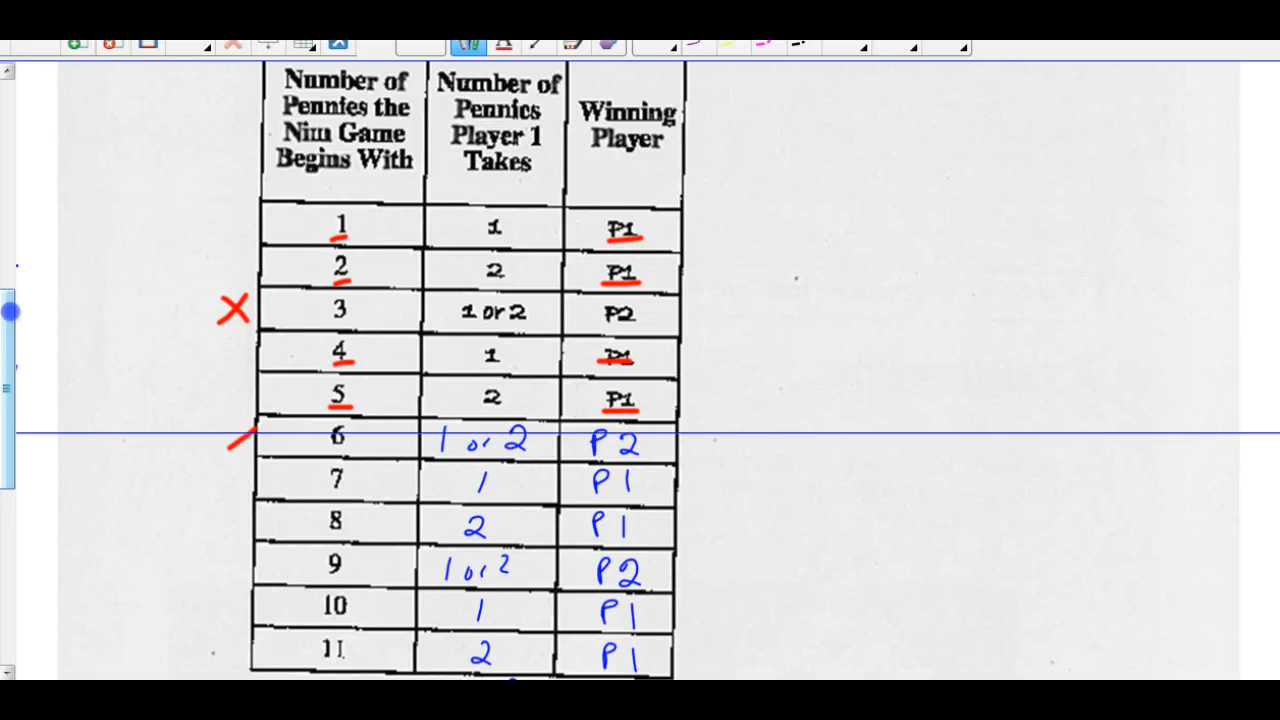 Number of Pennies the Nim Game Begins With
Number of Pennies Player 1 Takes
Winning Player
1 1 P1
2 2 P1
3 1 or 2 P2
4 1 P1
5 2 P1
6 1 or 2 P2
7 1 P1
8 2 P1
9 1 or 2 P2
10 1 P1
11 2 P1